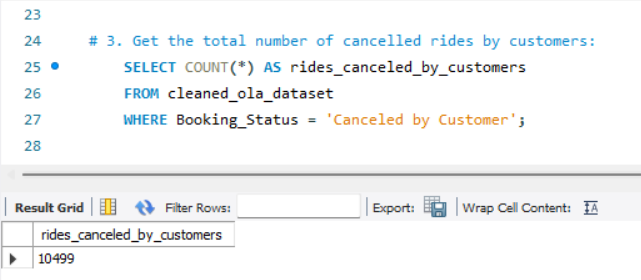 23
24 # 3. Get the total number of cancelled rides by customers:
25 SELECT COUNT(*) AS rides_canceled_by_customers
26 FROM cleaned_ola_dataset
27 WHERE Booking_Status = 'Canceled by Customer';
28
Result Grid Filter Rows: Export: Wrap Cell Content: IA
rides_canceled_by_customers
10499